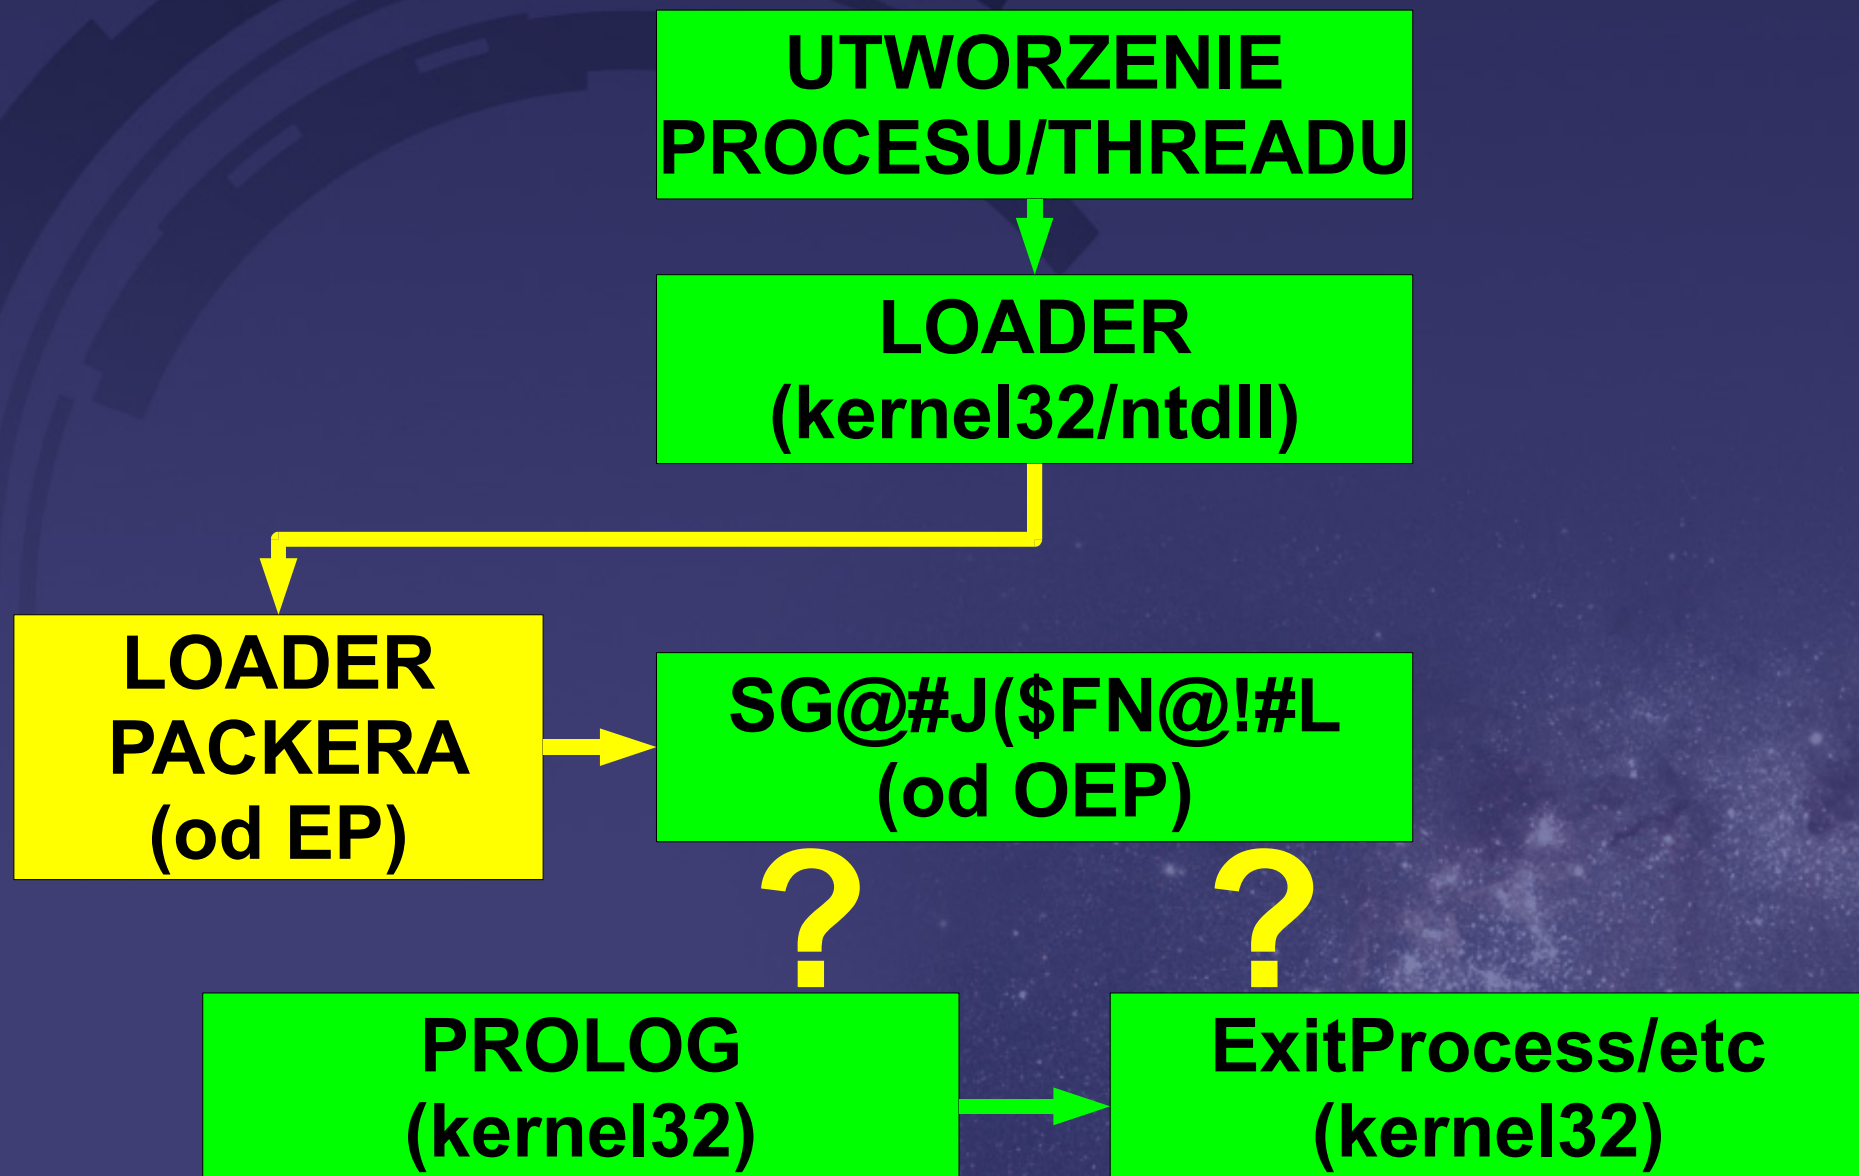 UTWORZENIE
PROCESU/THREADU
LOADER
(kernel32/ntdll)
LOADER
PACKERA
(od EP)
SG@#J($FN@!#L
(od OEP)
? ?
PROLOG
(kernel32)
ExitProcess/etc
(kernel32)